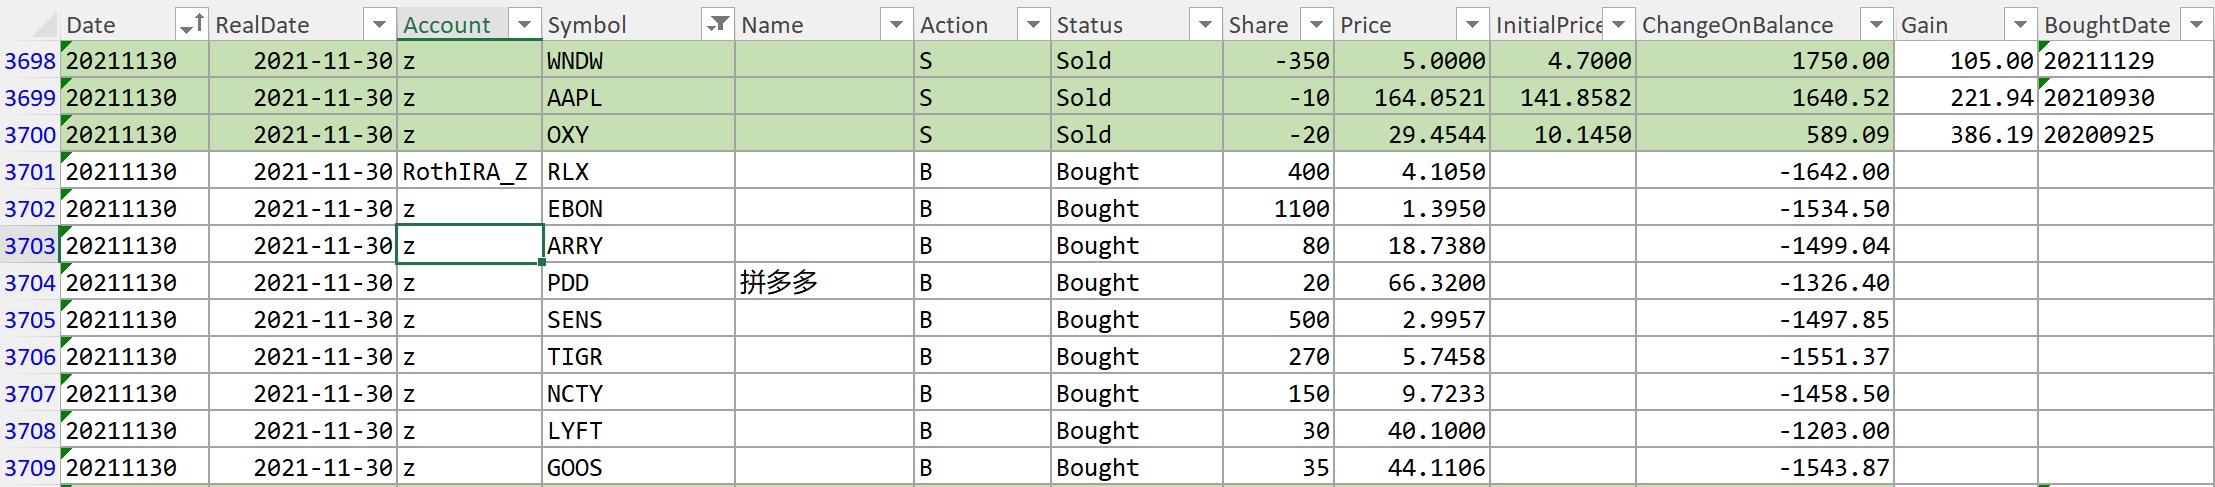 Date RealDate Account Symbol Name Action Status Share Price InitialPrice ChangeOnBalance Gain BoughtDate
3698 20211130 2021-11-30 z WNDW S Sold -350 5.0000 4.7000 1750.00 105.00 20211129
3699 20211130 2021-11-30 z AAPL S Sold -10 164.0521 141.8582 1640.52 221.94 20210930
3700 20211130 2021-11-30 z OXY S Sold -20 29.4544 10.1450 589.09 386.19 20200925
3701 20211130 2021-11-30 RothIRA_Z RLX B Bought 400 4.1050 -1642.00
3702 20211130 2021-11-30 z EBON B Bought 1100 1.3950 -1534.50
3703 20211130 2021-11-30 z ARRY B Bought 80 18.7380 -1499.04
3704 20211130 2021-11-30 z PDD 拼多多 B Bought 20 66.3200 -1326.40
3705 20211130 2021-11-30 z SENS B Bought 500 2.9957 -1497.85
3706 20211130 2021-11-30 z TIGR B Bought 270 5.7458 -1551.37
3707 20211130 2021-11-30 z NCTY B Bought 150 9.7233 -1458.50
3708 20211130 2021-11-30 z LYFT B Bought 30 40.1000 -1203.00
3709 20211130 2021-11-30 z GOOS B Bought 35 44.1106 -1543.87